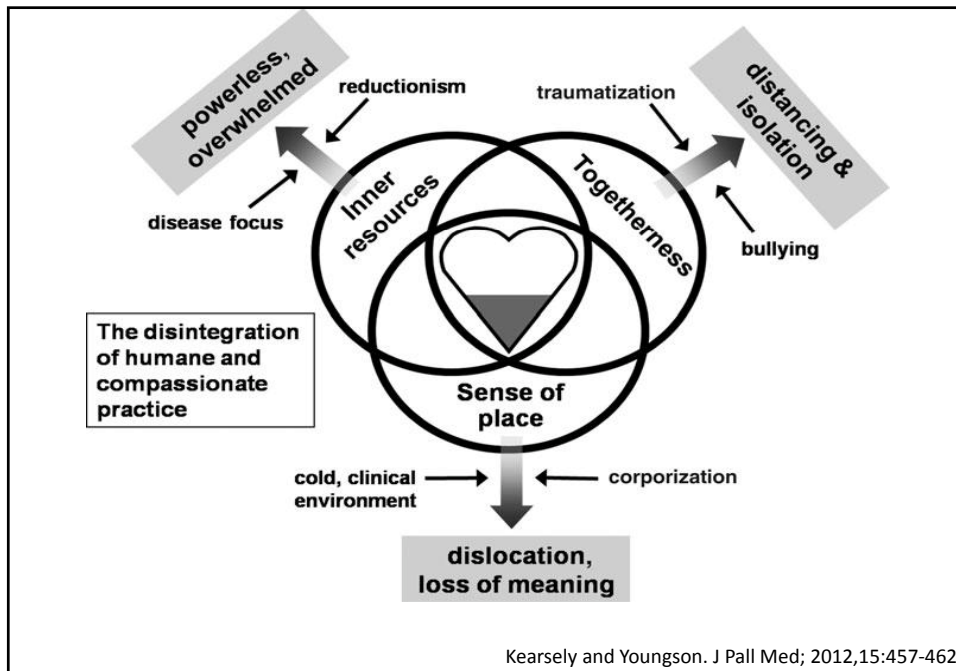 powerless,
overwhelmed
reductionism
disease focus
Inner
resources
traumatization
distancing &
isolation
Togetherness
bullying
The disintegration
of humane and
compassionate
practice
Sense of
place
cold, clinical
environment
corporization
dislocation,
loss of meaning
Kearsely and Youngson. J Pall Med; 2012,15:457-462